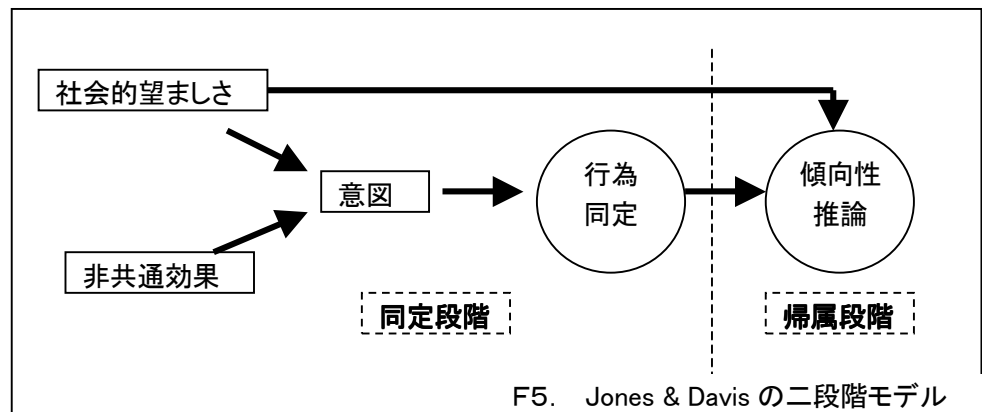 社会的望ましさ
意図
非共通効果
行為
同定
傾向性
推論
同定段階
帰属段階
F5. Jones & Davis の二段階モデル